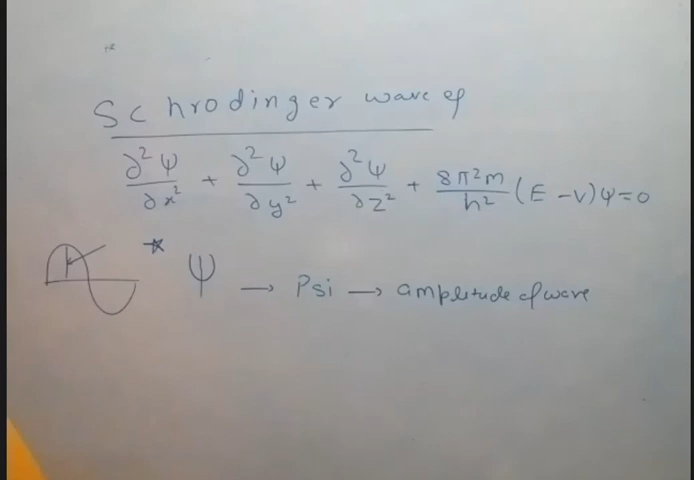 Schrodinger wave eq
∂²ψ/∂x² + ∂²ψ/∂y² + ∂²ψ/∂z² + 8π²m/h² (E - V)ψ = 0
* ψ → Psi → amplitude of wave